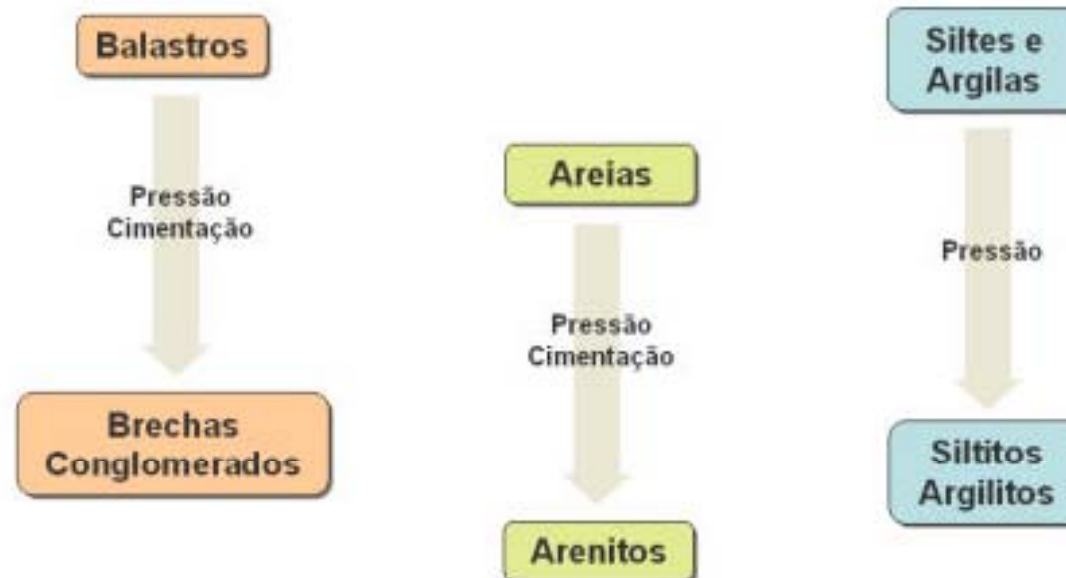 Balastros
Pressão
Cimentação
Brechas
Conglomerados
Areias
Pressão
Cimentação
Arenitos
Siltes e
Argilas
Pressão
Siltitos
Argilitos